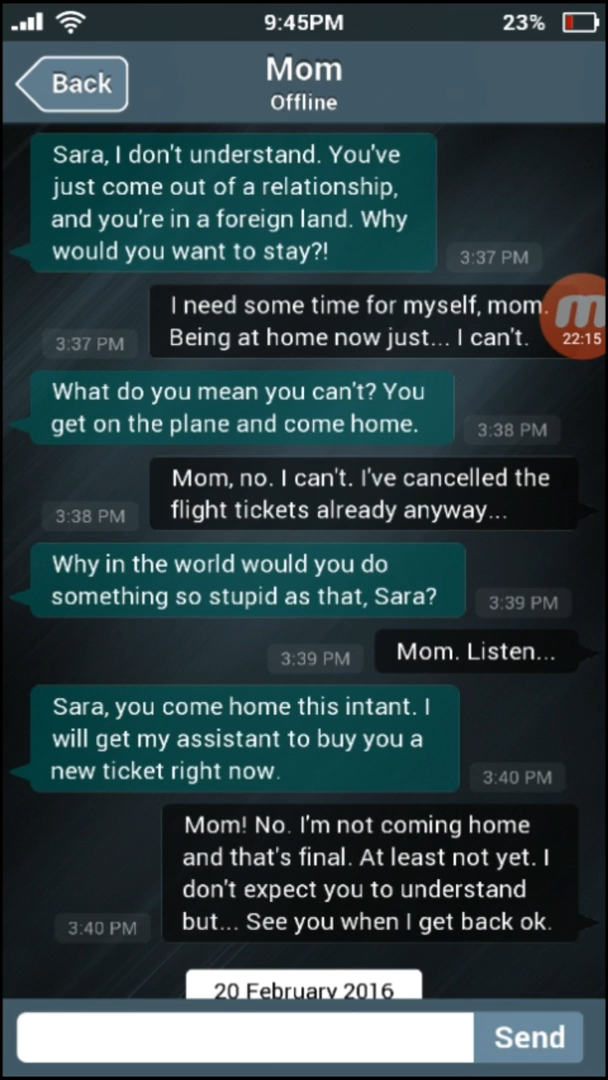 9:45PM
23%
Back
Mom
Offline
Sara, I don't understand. You've
just come out of a relationship,
and you're in a foreign land. Why
would you want to stay?!
3:37 PM
I need some time for myself, mom.
Being at home now just... I can't.
3:37 PM
m
22:15
What do you mean you can't? You
get on the plane and come home.
3:38 PM
Mom, no. I can't. I've cancelled the
flight tickets already anyway...
3:38 PM
Why in the world would you do
something so stupid as that, Sara?
3:39 PM
Mom. Listen...
3:39 PM
Sara, you come home this intant. I
will get my assistant to buy you a
new ticket right now.
3:40 PM
Mom! No. I'm not coming home
and that's final. At least not yet. I
don't expect you to understand
but... See you when I get back ok.
3:40 PM
20 February 2016
Send